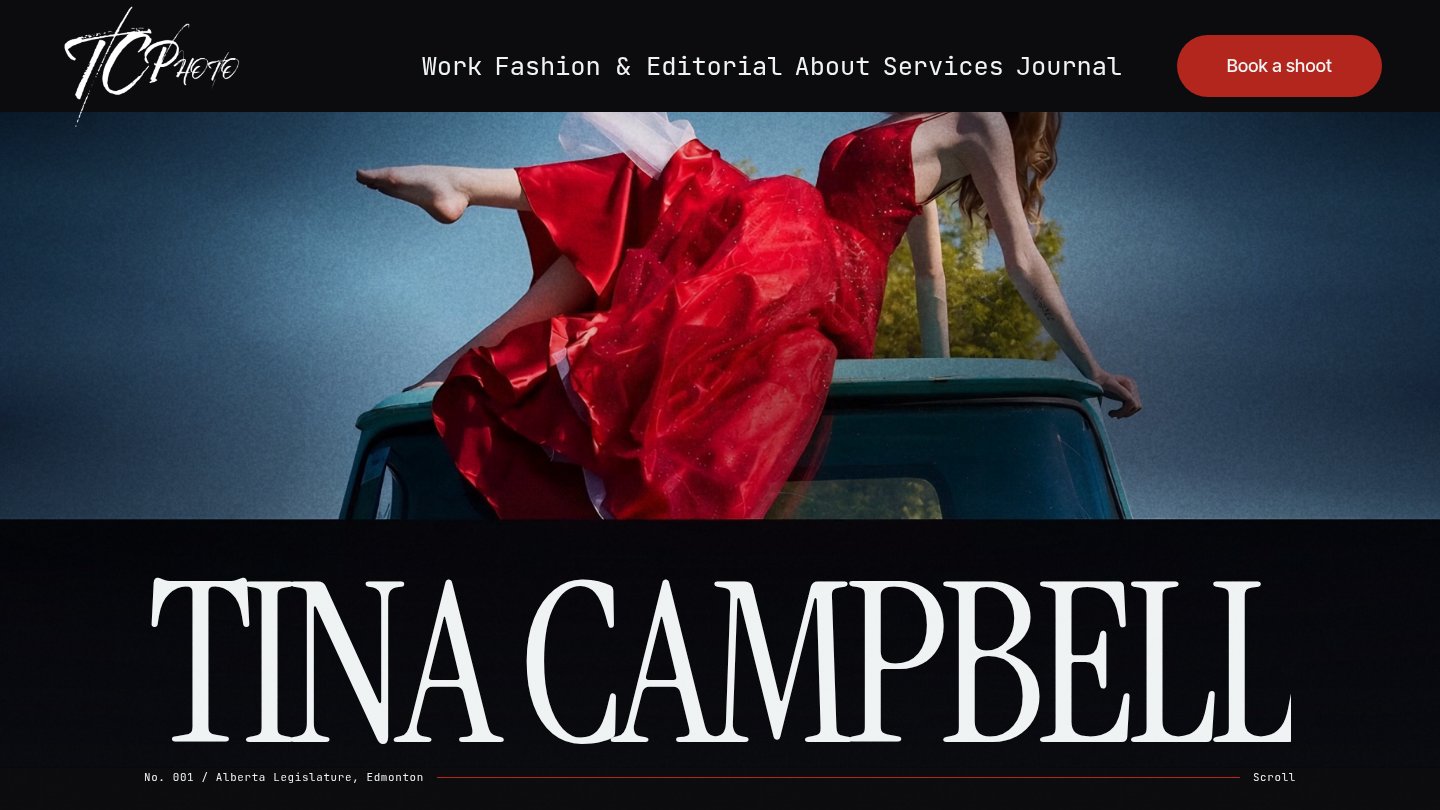 TCPHOTO
Work Fashion & Editorial About Services Journal
Book a shoot
TINA CAMPBELL
No. 001 / Alberta Legislature, Edmonton
Scroll